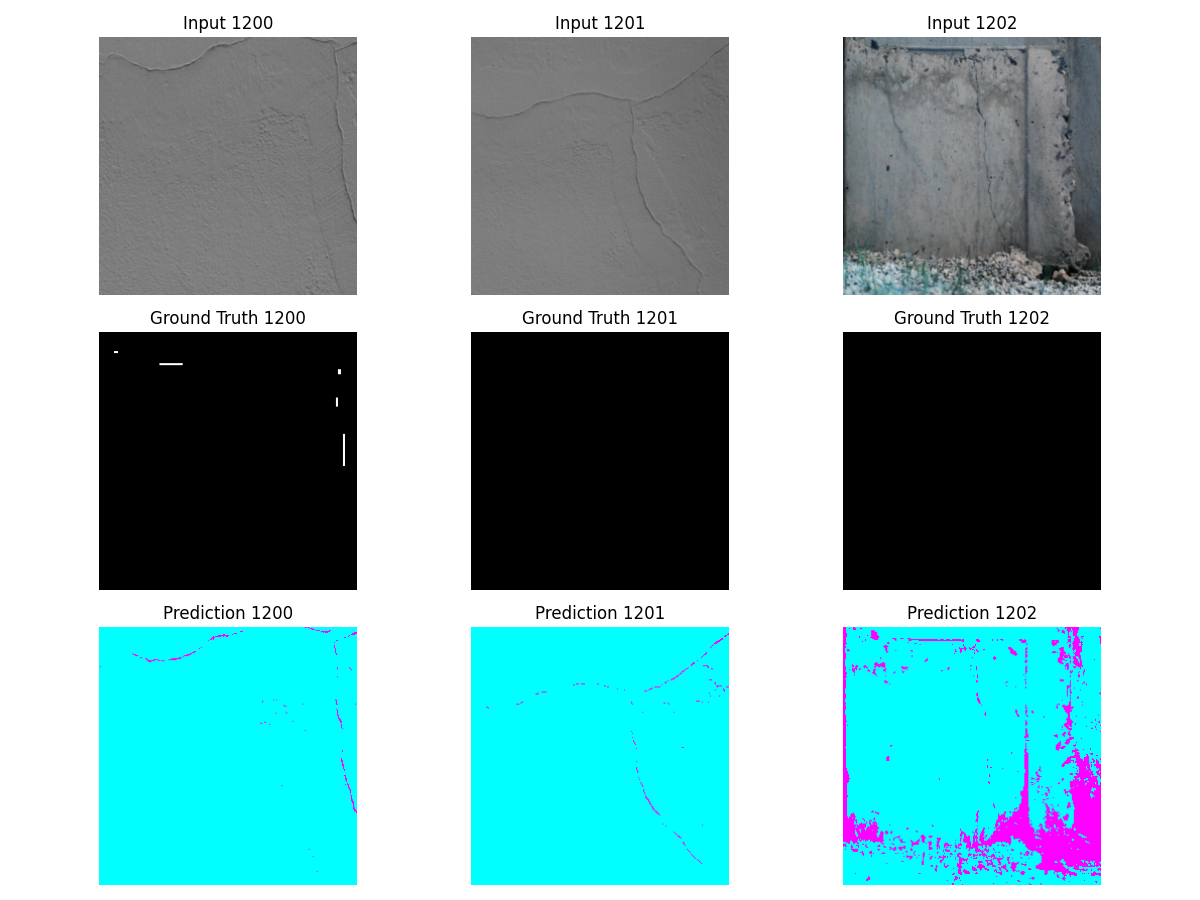 Input 1200
Input 1201
Input 1202
Ground Truth 1200
Ground Truth 1201
Ground Truth 1202
Prediction 1200
Prediction 1201
Prediction 1202